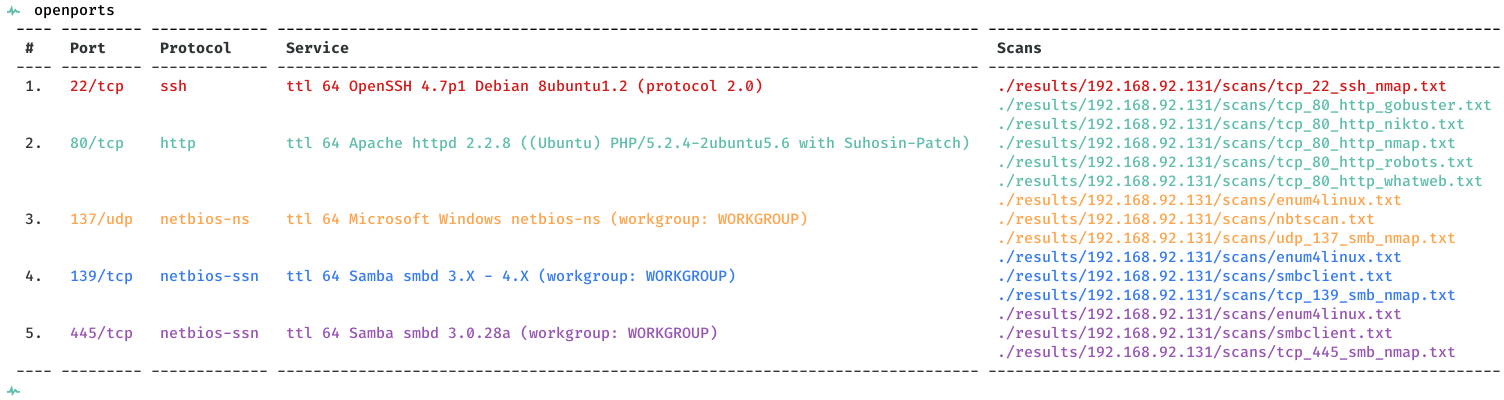 openports
---- --------- ------------- ------------------------------------------------------------------------------ ---------------------------------------------------------
# Port Protocol Service Scans
---- --------- ------------- ------------------------------------------------------------------------------ ---------------------------------------------------------
1. 22/tcp ssh ttl 64 OpenSSH 4.7p1 Debian 8ubuntu1.2 (protocol 2.0) ./results/192.168.92.131/scans/tcp_22_ssh_nmap.txt
./results/192.168.92.131/scans/tcp_80_http_gobuster.txt
./results/192.168.92.131/scans/tcp_80_http_nikto.txt
2. 80/tcp http ttl 64 Apache httpd 2.2.8 ((Ubuntu) PHP/5.2.4-2ubuntu5.6 with Suhosin-Patch) ./results/192.168.92.131/scans/tcp_80_http_nmap.txt
./results/192.168.92.131/scans/tcp_80_http_robots.txt
./results/192.168.92.131/scans/tcp_80_http_whatweb.txt
./results/192.168.92.131/scans/enum4linux.txt
3. 137/udp netbios-ns ttl 64 Microsoft Windows netbios-ns (workgroup: WORKGROUP) ./results/192.168.92.131/scans/nbtscan.txt
./results/192.168.92.131/scans/udp_137_smb_nmap.txt
./results/192.168.92.131/scans/enum4linux.txt
4. 139/tcp netbios-ssn ttl 64 Samba smbd 3.X - 4.X (workgroup: WORKGROUP) ./results/192.168.92.131/scans/smbclient.txt
./results/192.168.92.131/scans/tcp_139_smb_nmap.txt
./results/192.168.92.131/scans/enum4linux.txt
5. 445/tcp netbios-ssn ttl 64 Samba smbd 3.0.28a (workgroup: WORKGROUP) ./results/192.168.92.131/scans/smbclient.txt
./results/192.168.92.131/scans/tcp_445_smb_nmap.txt
---- --------- ------------- ------------------------------------------------------------------------------ ---------------------------------------------------------